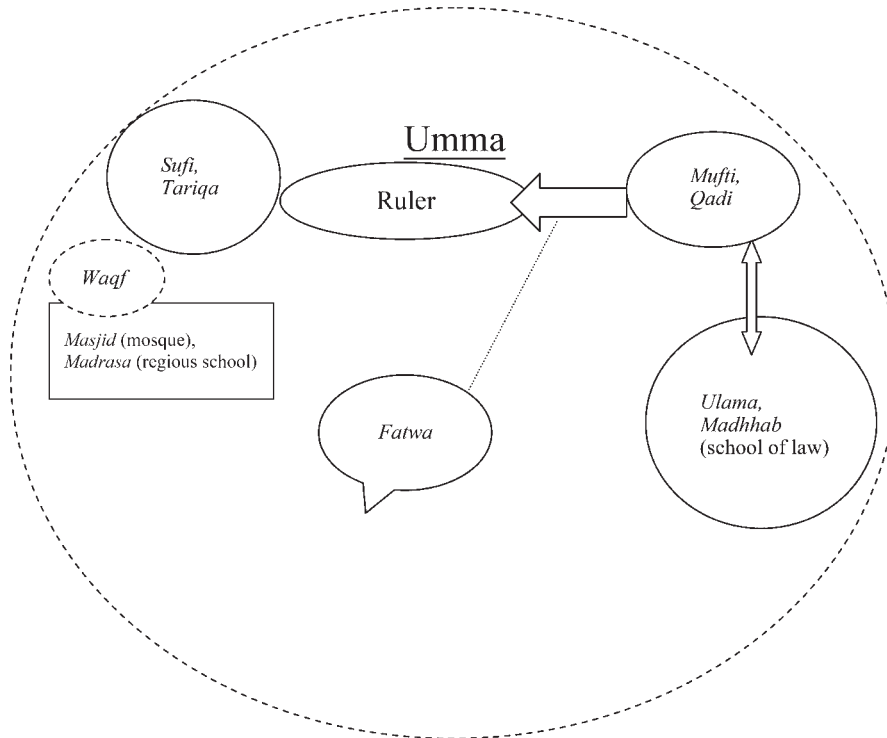 Umma
Sufi,
Tariqa
Ruler
Mufti,
Qadi
Waqf
Masjid (mosque),
Madrasa (regious school)
Fatwa
Ulama,
Madhhab
(school of law)